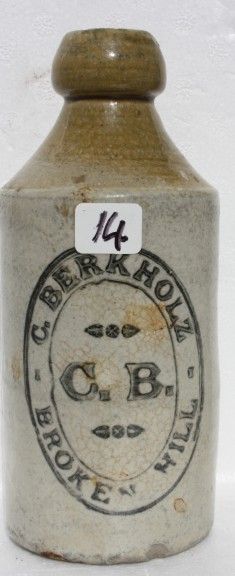 14.
C. BERKHOLZ
C. B.
BROKEN HILL